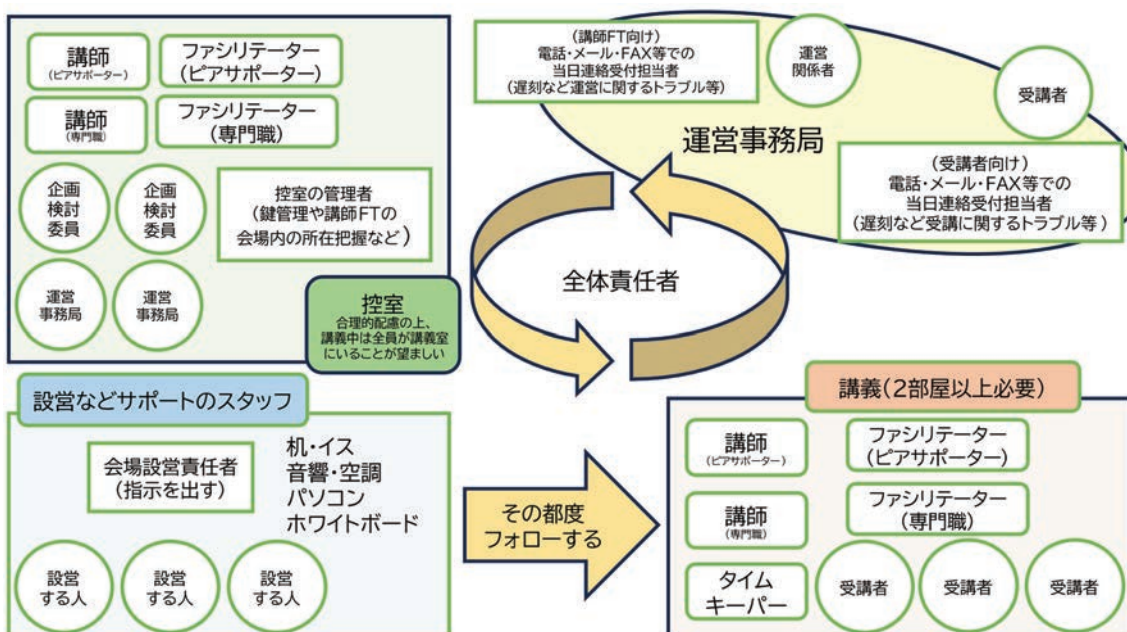 講師
(ピアサポーター)
ファシリテーター
(ピアサポーター)
講師
(専門職)
ファシリテーター
(専門職)
企画
検討
委員
企画
検討
委員
控室の管理者
(鍵管理や講師FTの
会場内の所在把握など)
運営
事務局
運営
事務局
控室
合理的配慮の上、
講義中は全員が講義室
にいることが望ましい
(講師FT向け)
電話・メール・FAX等での
当日連絡受付担当者
(遅刻など運営に関するトラブル等)
運営
関係者
受講者
運営事務局
(受講者向け)
電話・メール・FAX等での
当日連絡受付担当者
(遅刻など受講に関するトラブル等)
全体責任者
設営などサポートのスタッフ
会場設営責任者
(指示を出す)
机・イス
音響・空調
パソコン
ホワイトボード
設営
する人
設営
する人
設営
する人
その都度
フォローする
講義(2部屋以上必要)
講師
(ピアサポーター)
ファシリテーター
(ピアサポーター)
講師
(専門職)
ファシリテーター
(専門職)
タイム
キーパー
受講者
受講者
受講者